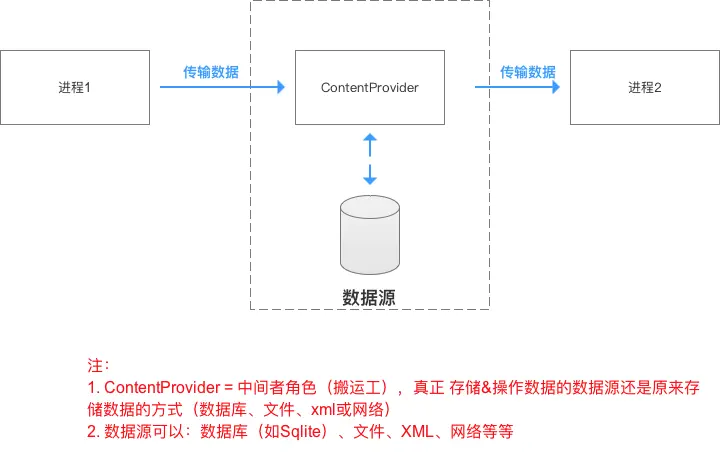 传输数据
传输数据
进程1
ContentProvider
进程2
数据源
注：
1. ContentProvider = 中间者角色（搬运工），真正 存储&操作数据的数据源还是原来存
储数据的方式（数据库、文件、xml或网络）
2. 数据源可以：数据库（如Sqlite）、文件、XML、网络等等